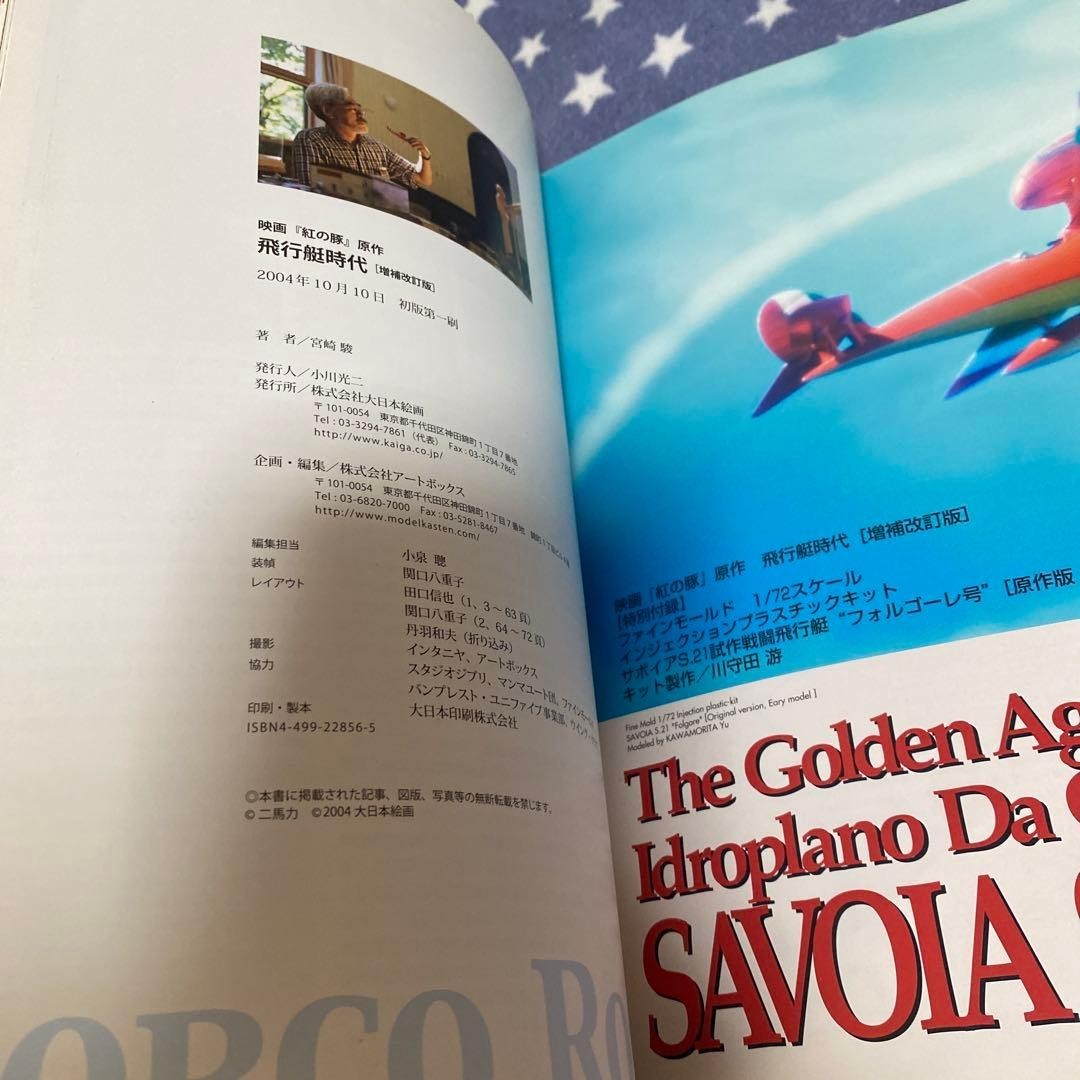 映画『紅の豚』原作
飛行艇時代［増補改訂版］
2004年10月10日　初版第一刷
著　者／宮崎 駿
発行人／小川光二
発行所／株式会社大日本絵画
〒101-0054　東京都千代田区神田錦町1丁目7番地
Tel : 03-3294-7861（代表）Fax : 03-3294-7865
http://www.kaiga.co.jp/
企画・編集／株式会社アートボックス
〒101-0054　東京都千代田区神田錦町1丁目7番地　錦町1丁目
Tel : 03-6820-7000　Fax : 03-5281-8467
http://www.modelkasten.com/
編集担当　小泉 聰
装幀　関口八重子
レイアウト　田口信也（1、3〜63頁）
関口八重子（2、64〜72頁）
丹羽和夫（折り込み）
撮影　インタニヤ、アートボックス
協力　スタジオジブリ、マンマユート団、ファインモールド
バンプレスト・ユニファイブ事業部、ウイング・
印刷・製本　大日本印刷株式会社
ISBN4-499-22856-5
◎本書に掲載された記事、図版、写真等の無断転載を禁じます。
© 二馬力　©2004 大日本絵画
ORCO RO
映画『紅の豚』原作　飛行艇時代［増補改訂版］
［特別付録］
ファインモールド　1/72スケール
インジェクションプラスチックキット
サボイアS.21試作戦闘飛行艇 “フォルゴーレ号”［原作版
キット製作／川守田 游
Fine Mold 1/72 Injection plastic-kit
SAVOIA S.21 "Folgore" [Original version, Eary model]
Modeled by KAWAMORITA Yu
The Golden Ag
Idroplano Da
SAVOIA